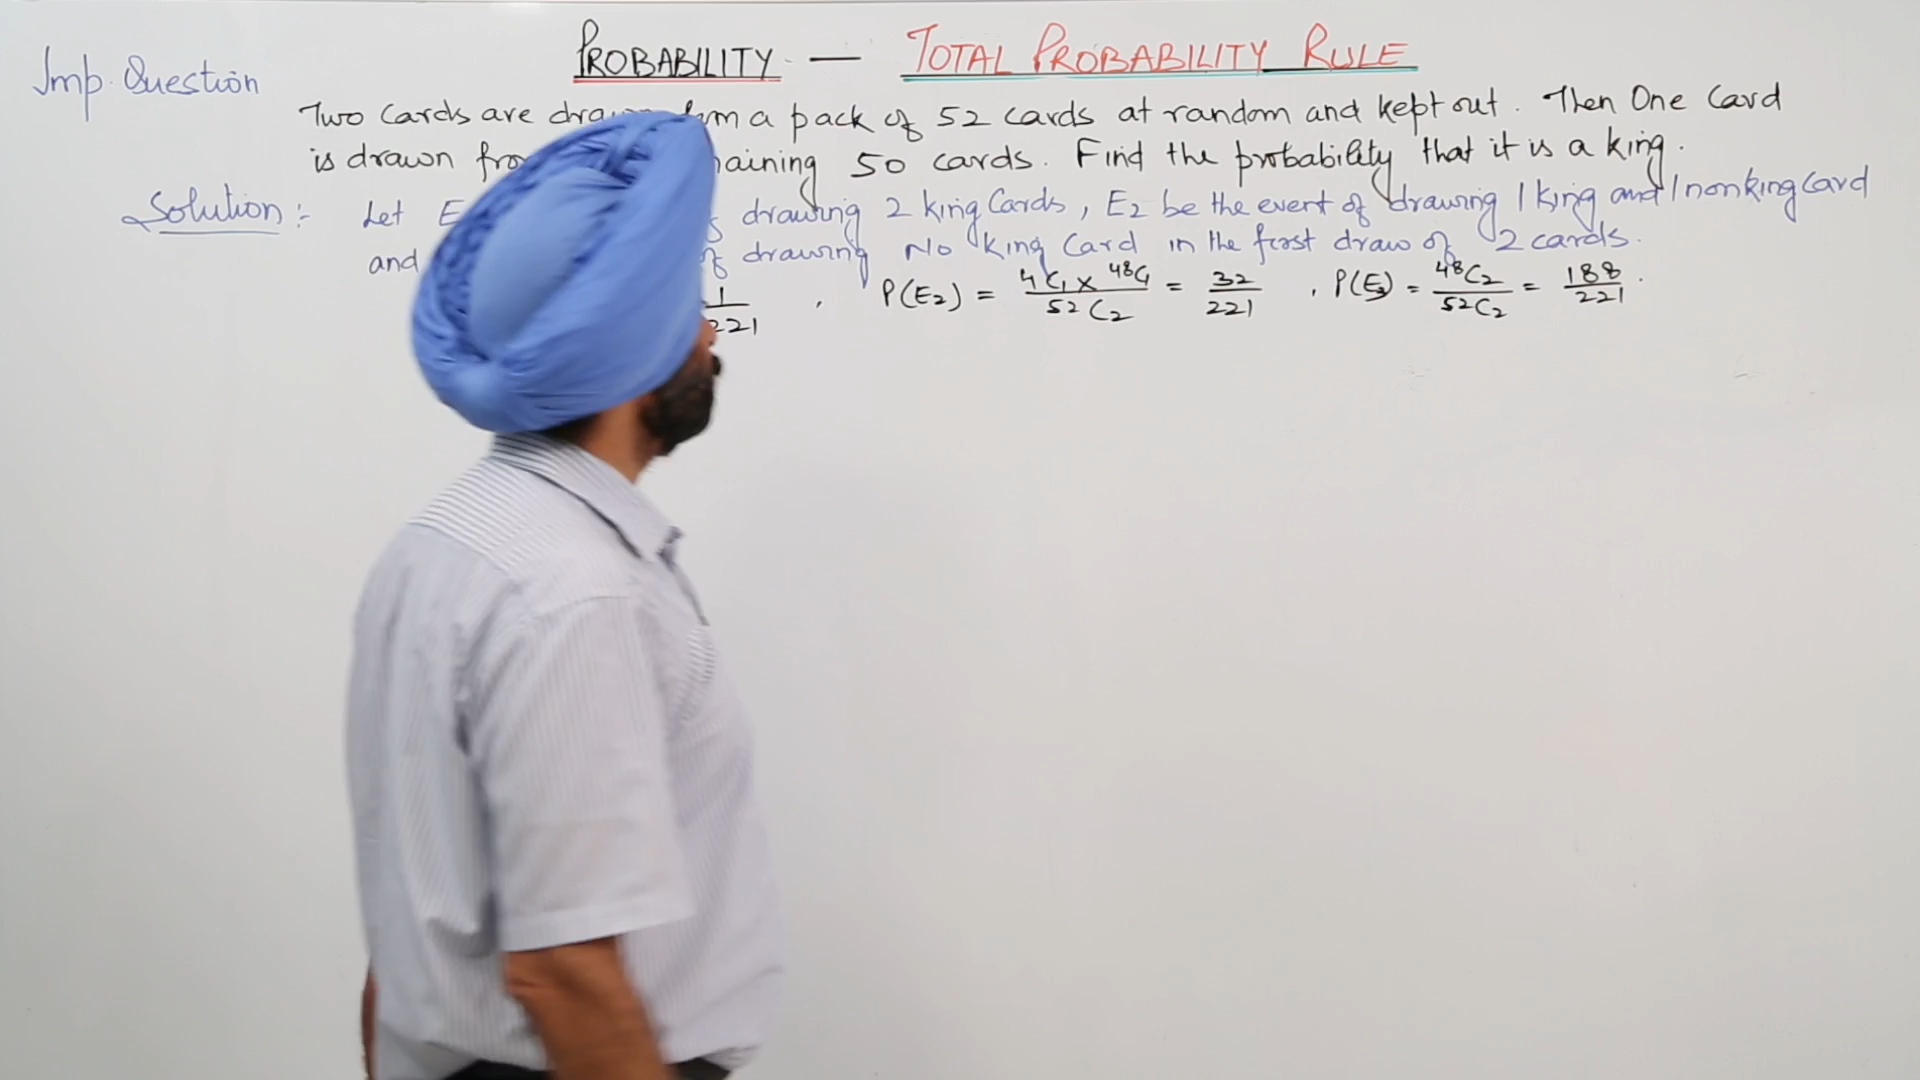 PROBABILITY — TOTAL PROBABILITY RULE
Imp. Question
Two Cards are a pack of 52 cards at random and kept out. Then One Card
is drawn 50 cards. Find the probability that it is a king.
Solution :- Let drawing 2 king Cards, E2 be the event of drawing 1 king and 1 nonking Card
and drawing No king Card in the first draw of 2 cards.
1/221 , P(E2) = 4C1 x 48C1 / 52C2 = 32/221 , P(E3) = 48C2/52C2 = 188/221 .